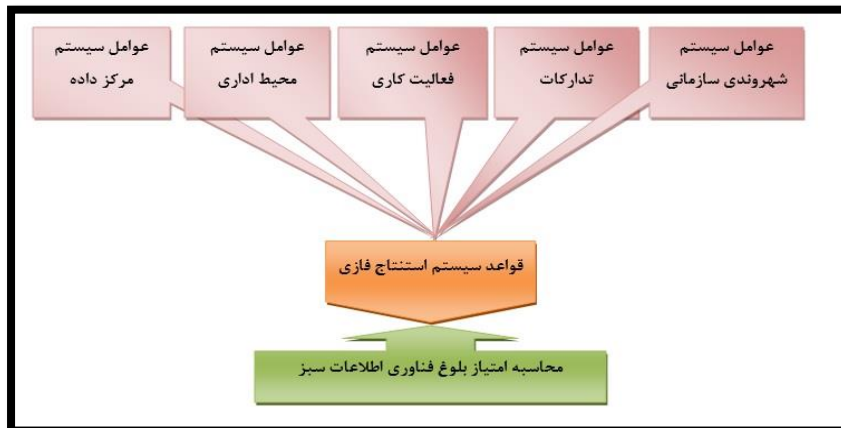 عوامل سیستم
شهروندی سازمانی
عوامل سیستم
تدارکات
عوامل سیستم
فعالیت کاری
عوامل سیستم
محیط اداری
عوامل سیستم
مرکز داده
قواعد سیستم استنتاج فازی
محاسبه امتیاز بلوغ فناوری اطلاعات سبز